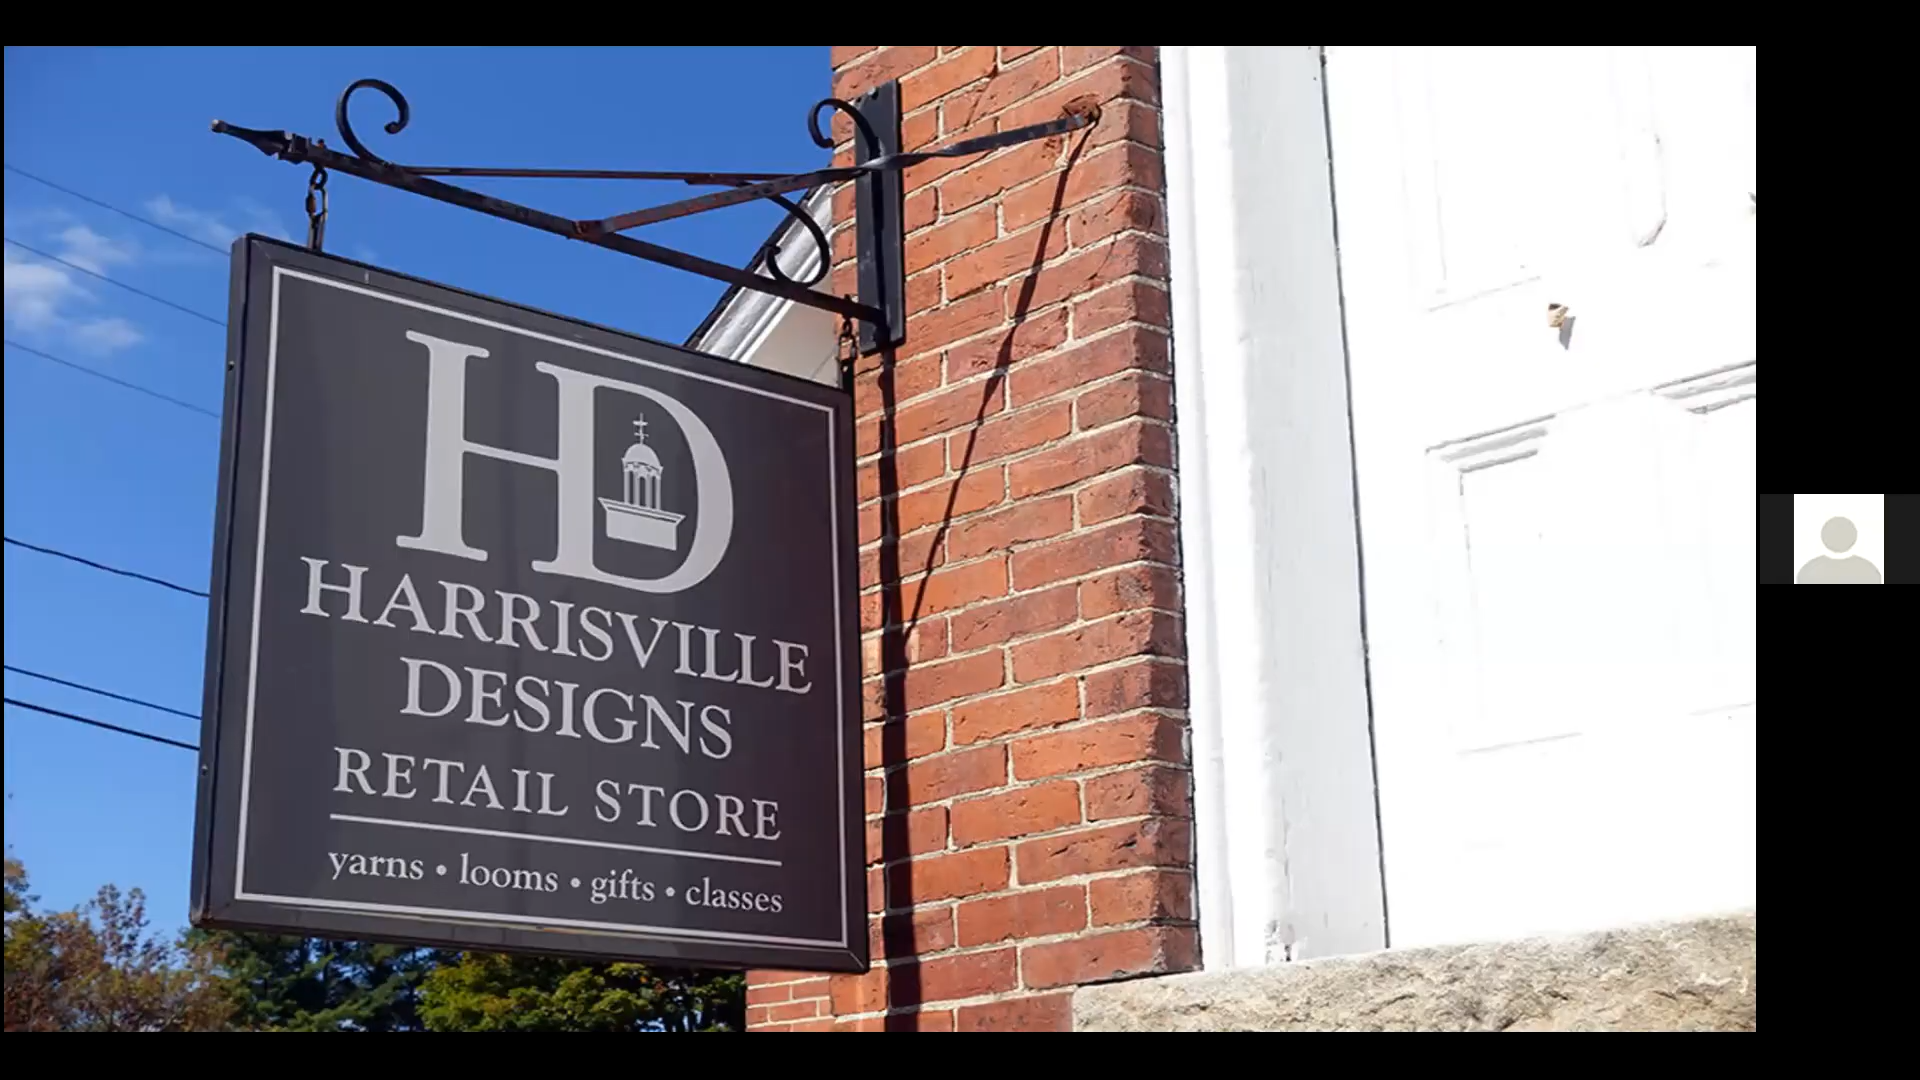 HD
HARRISVILLE
DESIGNS
RETAIL STORE
yarns • looms • gifts • classes